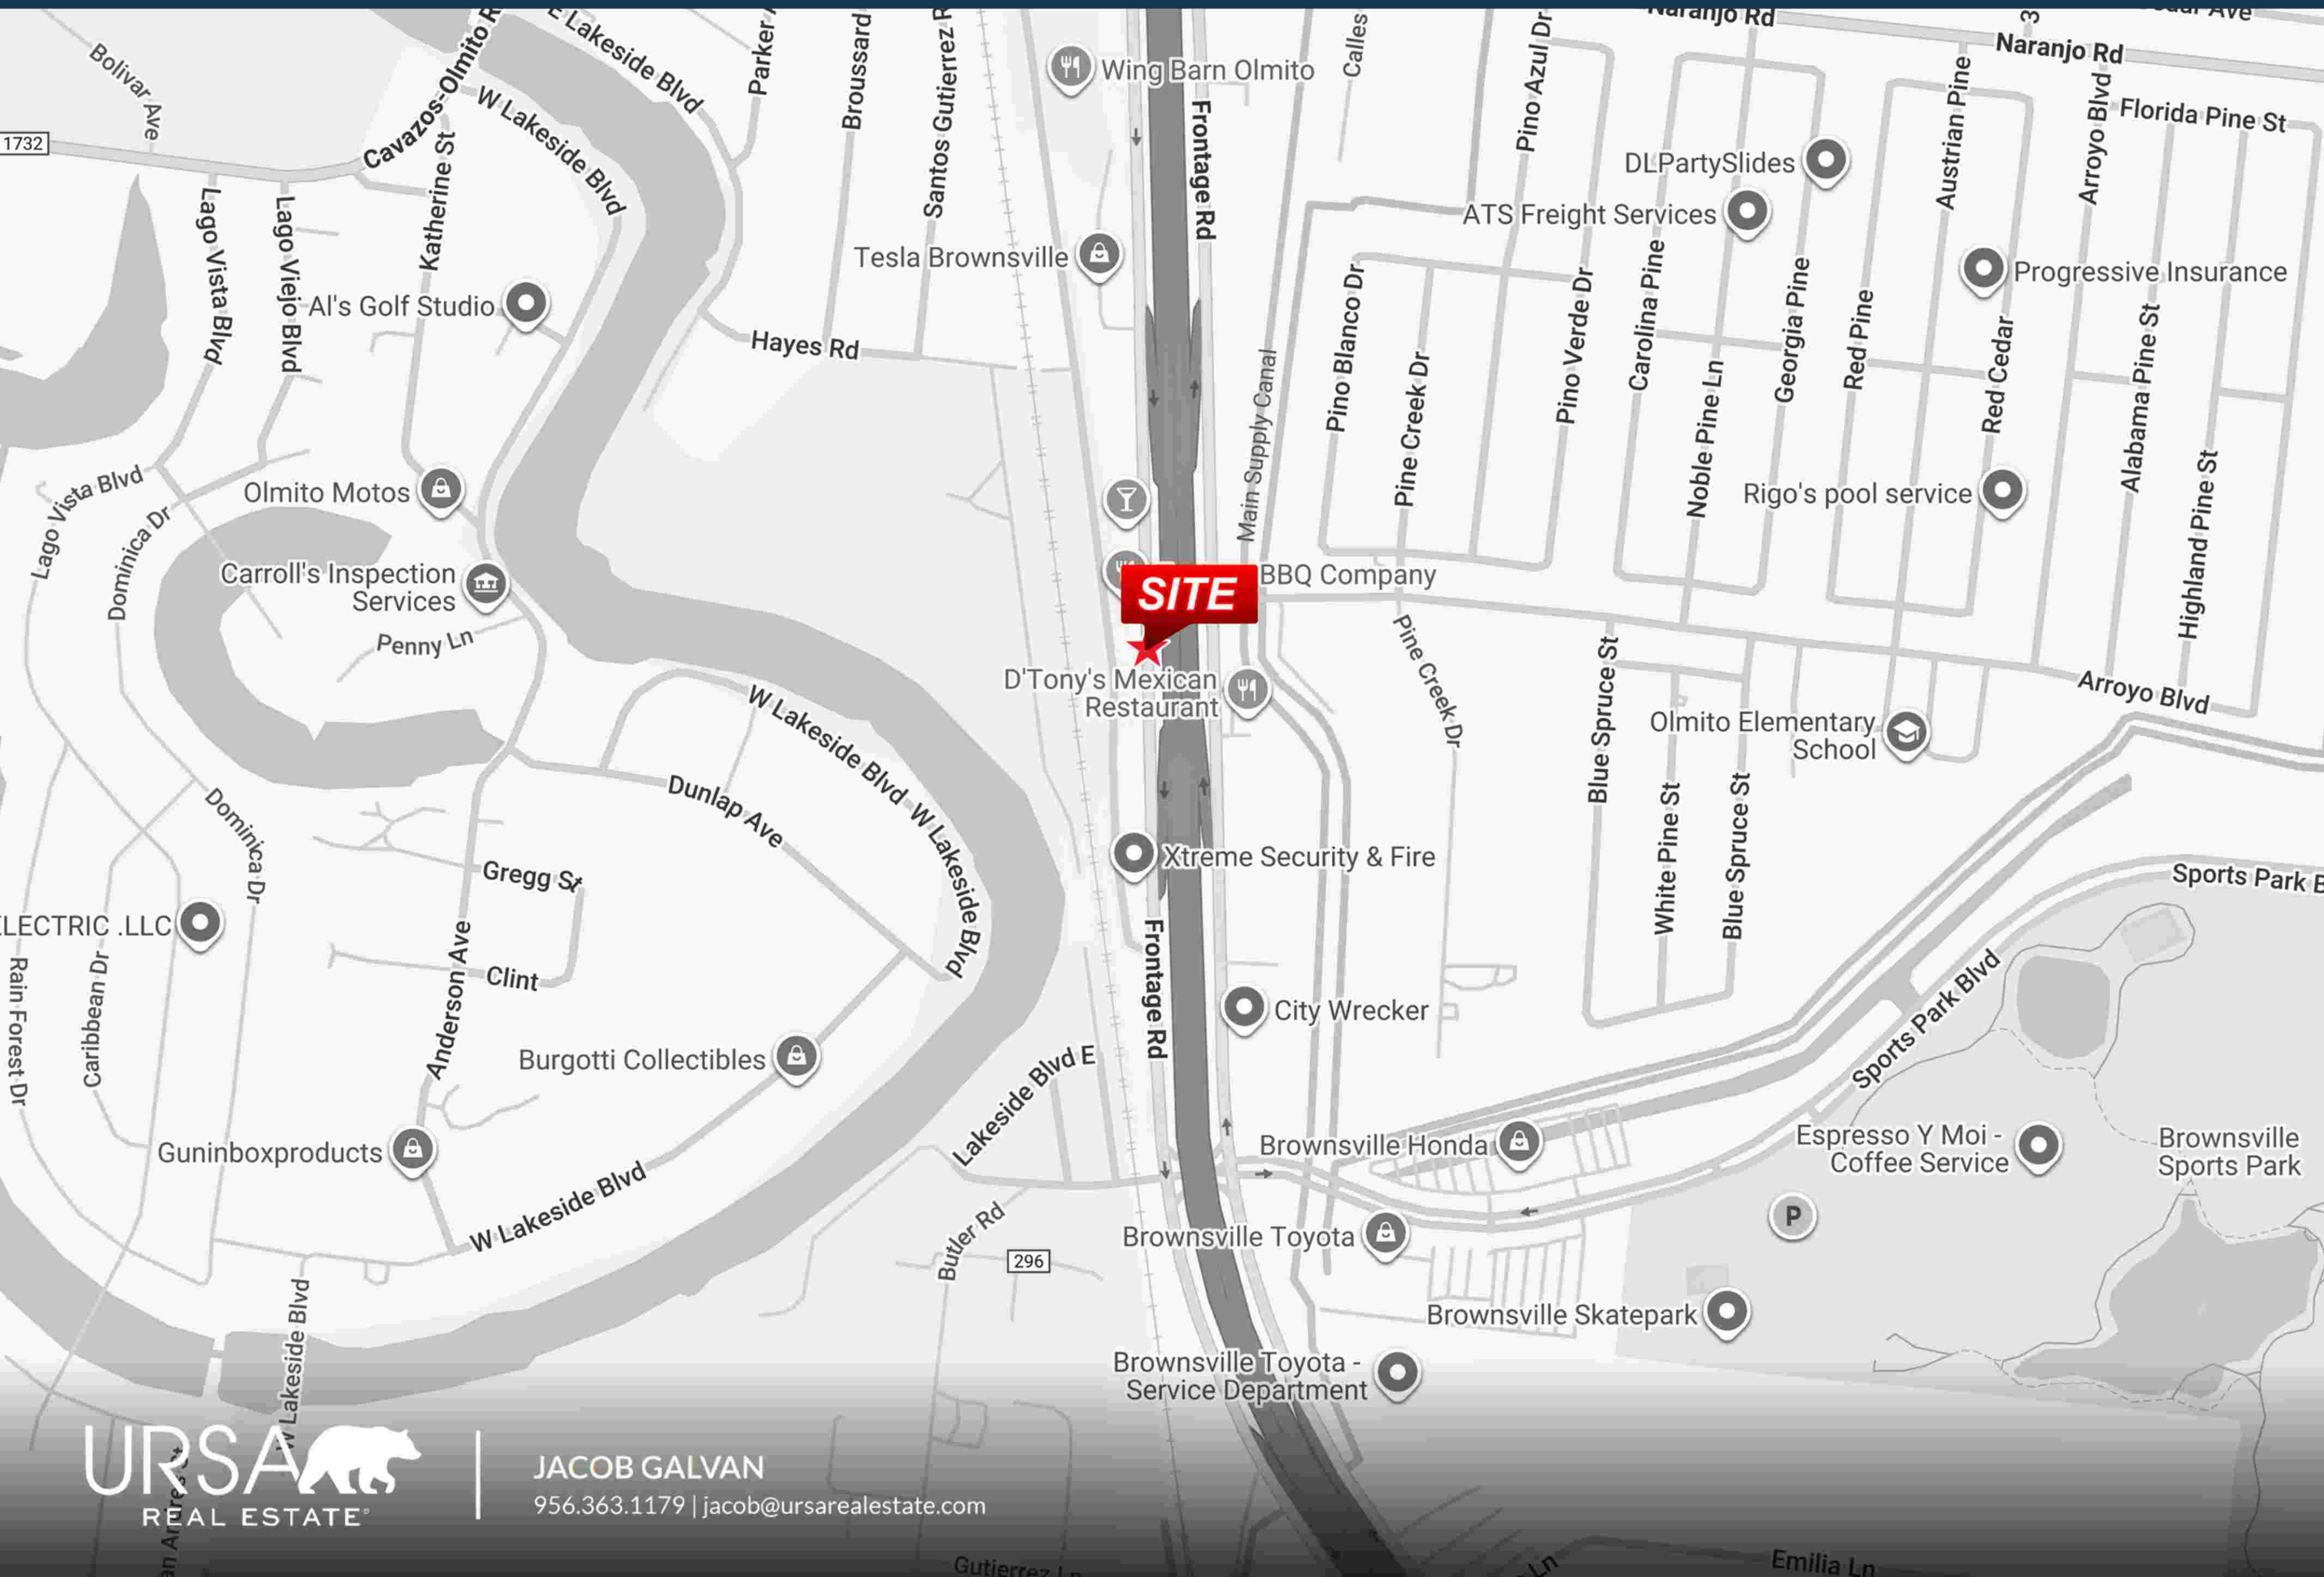 Naranjo Rd
Naranjo Rd
E Lakeside Blvd
Bolivar Ave
Cavazos-Olmito
W Lakeside Blvd
Parker
Broussard
Santos Gutierrez R
Wing Barn Olmito
Frontage Rd
Calles
Pino Azul Dr
Austrian Pine
Arroyo Blvd
Florida Pine St
1732
Katherine St
DLPartySlides
ATS Freight Services
Lago Vista Blvd
Lago Viejo Blvd
Tesla Brownsville
Progressive Insurance
Al's Golf Studio
Hayes Rd
Main Supply Canal
Pino Blanco Dr
Pine Creek Dr
Pino Verde Dr
Carolina Pine
Noble Pine Ln
Georgia Pine
Red Pine
Red Cedar
Alabama Pine St
Highland Pine St
Lago Vista Blvd
Dominica Dr
Olmito Motos
Rigo's pool service
Carroll's Inspection
Services
Penny Ln
SITE
BBQ Company
Pine Creek Dr
D'Tony's Mexican
Restaurant
Blue Spruce St
Arroyo Blvd
Olmito Elementary
School
W Lakeside Blvd
W Lakeside Blvd
Dunlap Ave
Dominica Dr
White Pine St
Blue Spruce St
Xtreme Security & Fire
Gregg St
Sports Park B
LECTRIC .LLC
Frontage Rd
Clint
Anderson Ave
Caribbean Dr
Rain Forest Dr
City Wrecker
Sports Park Blvd
Burgotti Collectibles
Lakeside Blvd E
Guninboxproducts
Brownsville Honda
Espresso Y Moi -
Coffee Service
Brownsville
Sports Park
W Lakeside Blvd
Butler Rd
296
Brownsville Toyota
P
W Lakeside Blvd
Brownsville Skatepark
Brownsville Toyota -
Service Department
URSA
REAL ESTATE
JACOB GALVAN
956.363.1179 | jacob@ursarealestate.com
Gutierrez Ln
Ln
Emilia Ln